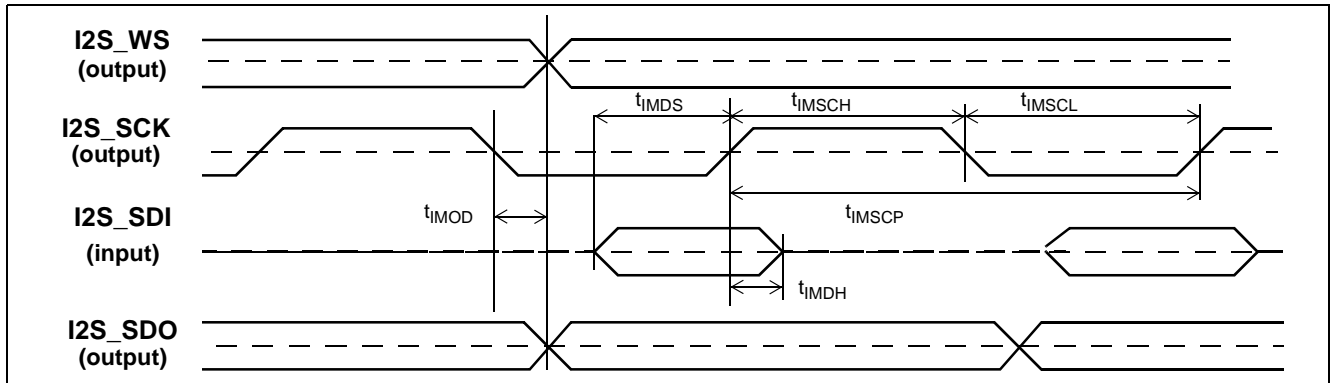 I2S_WS
(output)
tIMDS tIMSCH tIMSCL
I2S_SCK
(output)
tIMOD tIMSCP
I2S_SDI
(input)
tIMDH
I2S_SDO
(output)